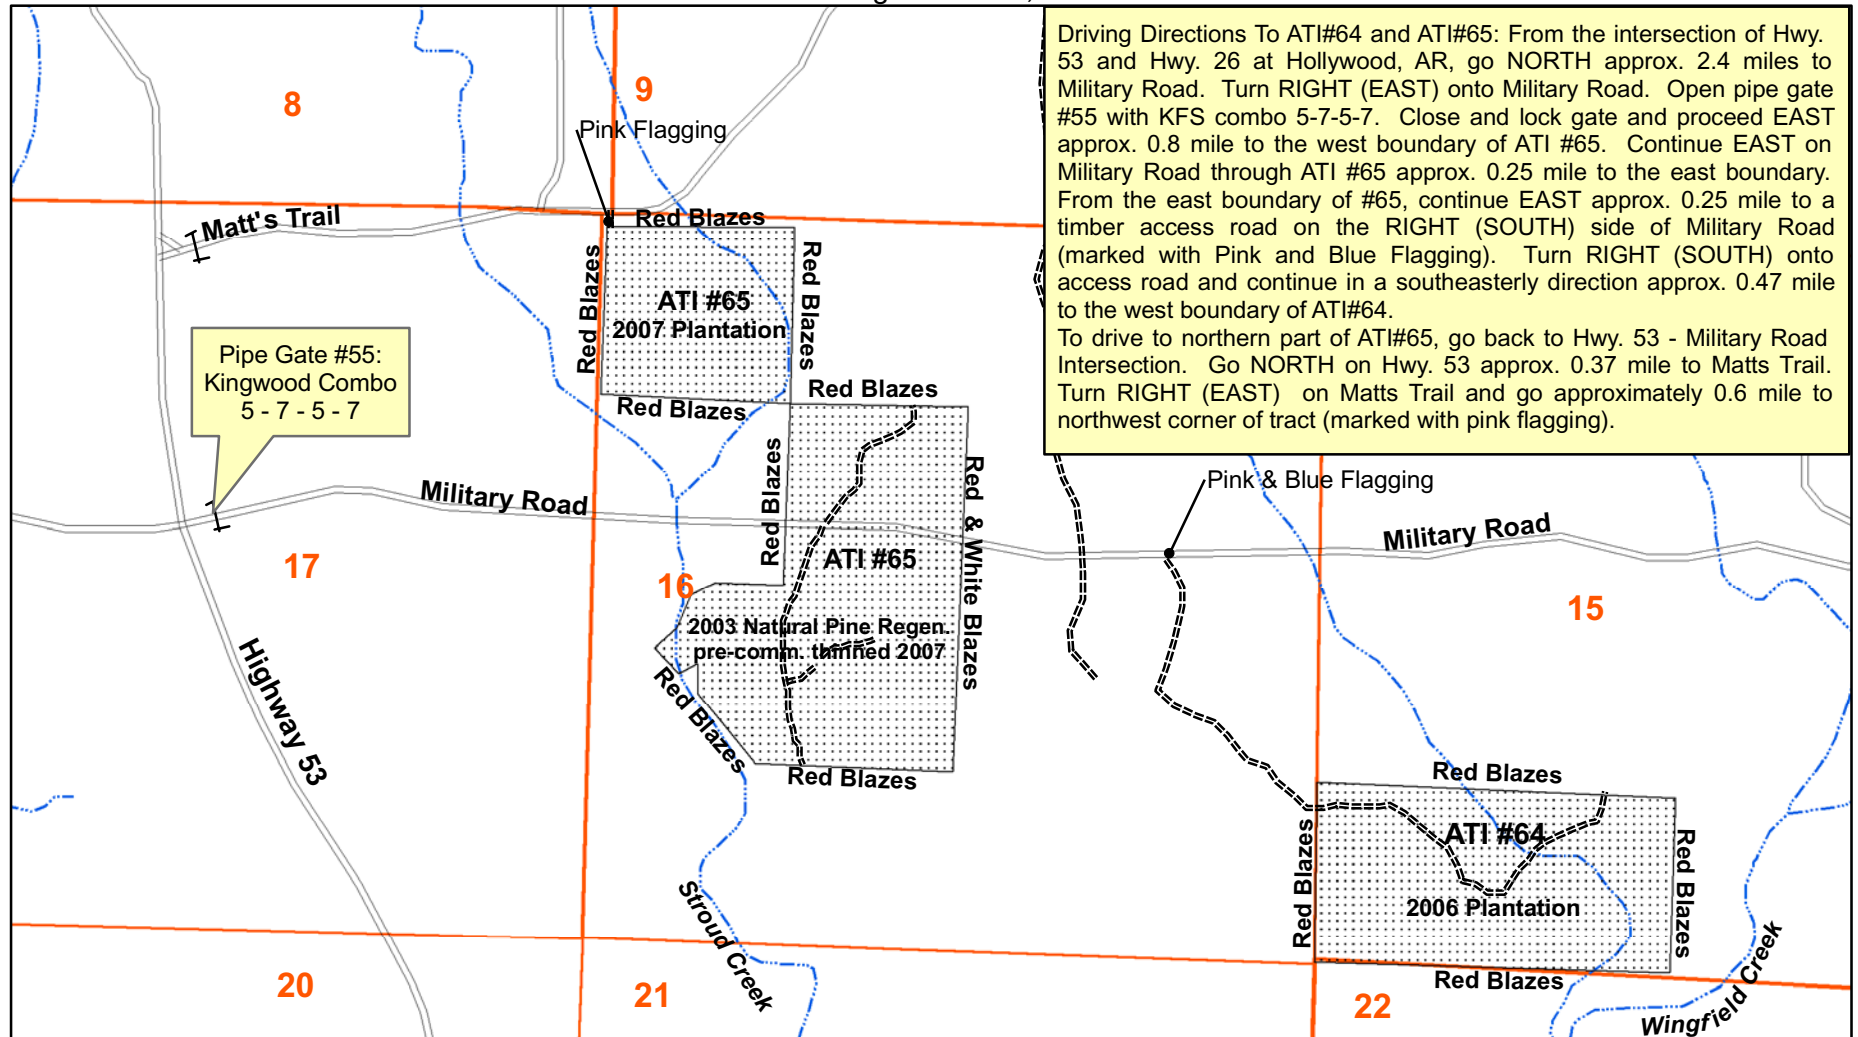 Driving Directions To ATI#64 and ATI#65: From the intersection of Hwy.
53 and Hwy. 26 at Hollywood, AR, go NORTH approx. 2.4 miles to
Military Road. Turn RIGHT (EAST) onto Military Road. Open pipe gate
#55 with KFS combo 5-7-5-7. Close and lock gate and proceed EAST
approx. 0.8 mile to the west boundary of ATI #65. Continue EAST on
Military Road through ATI #65 approx. 0.25 mile to the east boundary.
From the east boundary of #65, continue EAST approx. 0.25 mile to a
timber access road on the RIGHT (SOUTH) side of Military Road
(marked with Pink and Blue Flagging). Turn RIGHT (SOUTH) onto
access road and continue in a southeasterly direction approx. 0.47 mile
to the west boundary of ATI#64.
To drive to northern part of ATI#65, go back to Hwy. 53 - Military Road
Intersection. Go NORTH on Hwy. 53 approx. 0.37 mile to Matts Trail.
Turn RIGHT (EAST) on Matts Trail and go approximately 0.6 mile to
northwest corner of tract (marked with pink flagging).
8
9
Pink Flagging
Matt's Trail
Red Blazes
Red Blazes
Red Blazes
ATI #65
2007 Plantation
Red Blazes
Pipe Gate #55:
Kingwood Combo
5 - 7 - 5 - 7
Red Blazes
Red Blazes
Red & White Blazes
Military Road
Pink & Blue Flagging
Military Road
17
16
ATI #65
15
2003 Natural Pine Regen.
pre-comm. thinned 2007
Red Blazes
Highway 53
Red Blazes
Red Blazes
Red Blazes
ATI #64
2006 Plantation
Red Blazes
Red Blazes
Stroud Creek
Wingfield Creek
20
21
22